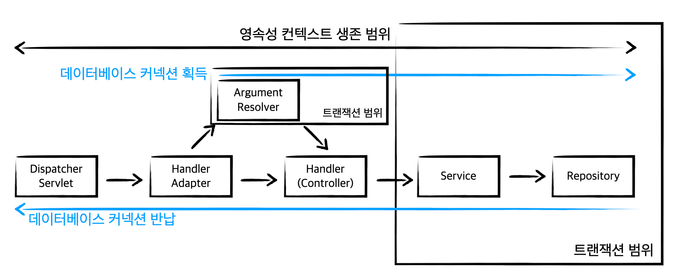 영속성 컨텍스트 생존 범위
데이터베이스 커넥션 획득
Argument
Resolver
트랜잭션 범위
Dispatcher
Servlet
Handler
Adapter
Handler
(Controller)
Service
Repository
데이터베이스 커넥션 반납
트랜잭션 범위